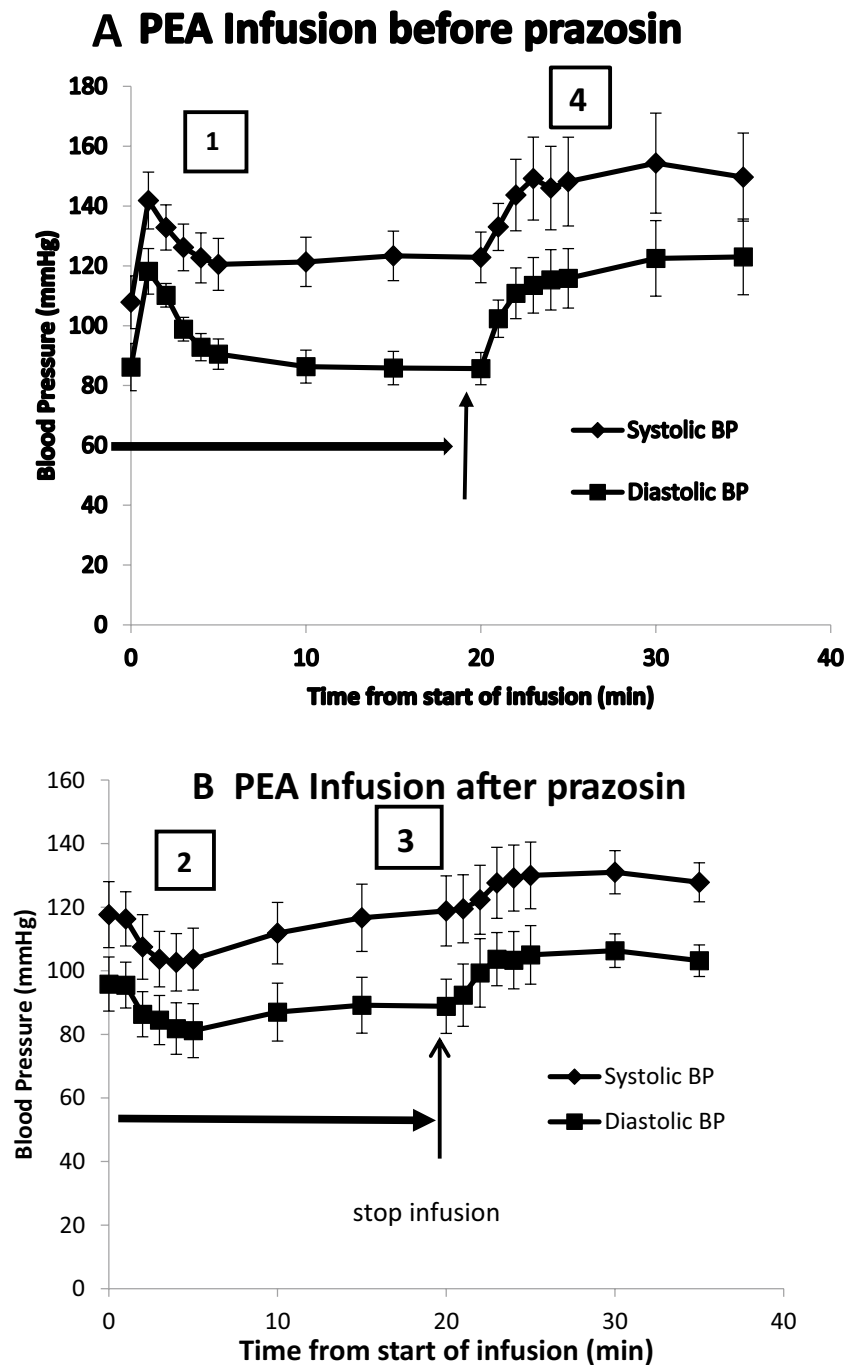 A PEA Infusion before prazosin
180
160
140
120
100
80
60
40
20
0
1
4
Blood Pressure (mmHg)
Systolic BP
Diastolic BP
0 10 20 30 40
Time from start of infusion (min)
B PEA Infusion after prazosin
160
140
120
100
80
60
40
20
0
2
3
Blood Pressure (mmHg)
Systolic BP
Diastolic BP
stop infusion
0 10 20 30 40
Time from start of infusion (min)